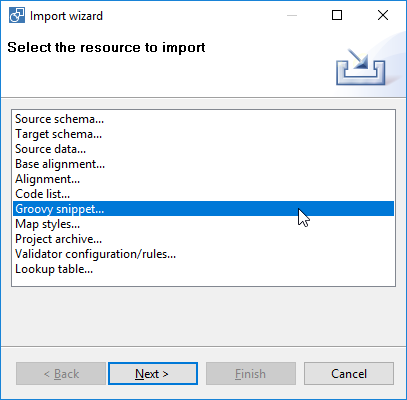 Import wizard
Select the resource to import
Source schema...
Target schema...
Source data...
Base alignment...
Alignment...
Code list...
Groovy snippet...
Map styles...
Project archive...
Validator configuration/rules...
Lookup table...
< Back Next > Finish Cancel